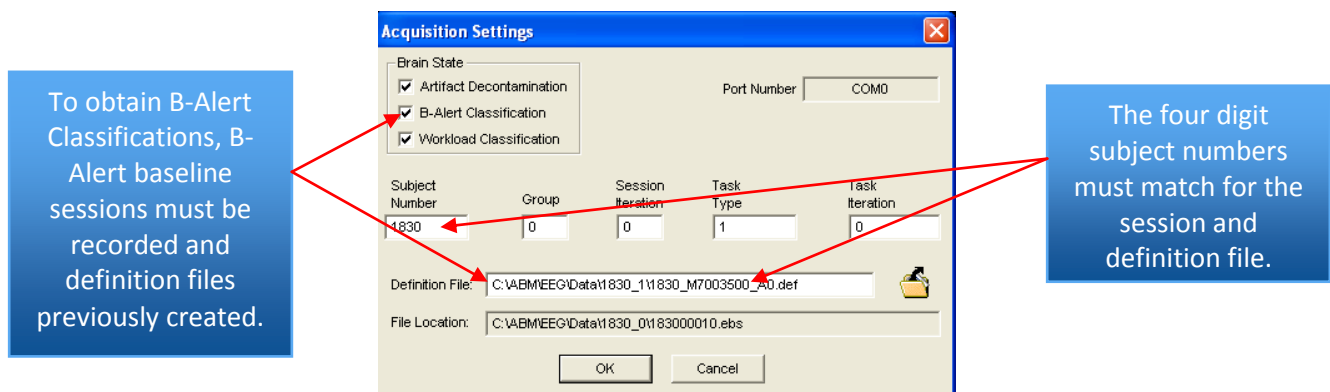 Acquisition Settings
Brain State
Artifact Decontamination
B-Alert Classification
Workload Classification
Port Number COM0
To obtain B-Alert
Classifications, B-
Alert baseline
sessions must be
recorded and
definition files
previously created.
The four digit
subject numbers
must match for the
session and
definition file.
Subject
Number
Group
Session
Iteration
Task
Type
Task
Iteration
1830 0 0 1 0
Definition File: C:\ABM\EEG\Data\1830_1\1830_M7003500_A0.def
File Location: C:\ABM\EEG\Data\1830_0\183000010.ebs
OK Cancel